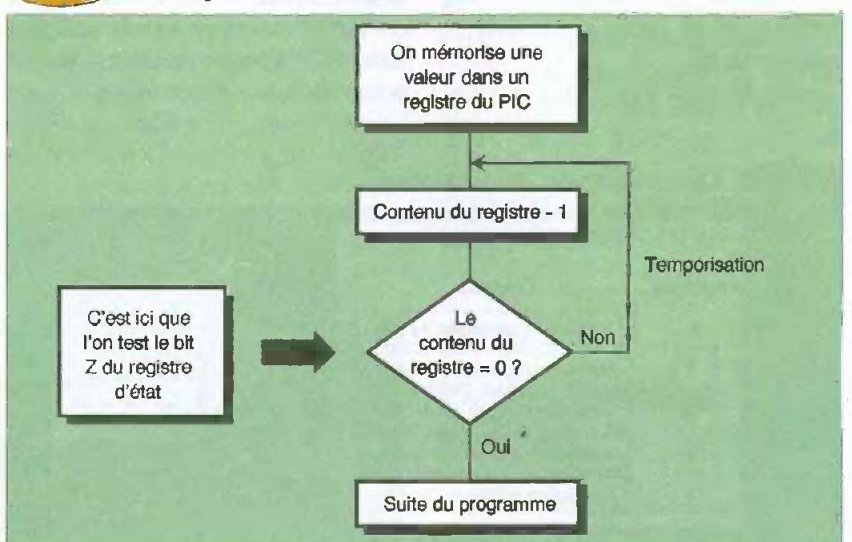 On mémorise une
valeur dans un
registre du PIC
Contenu du registre - 1
Temporisation
C'est ici que
l'on test le bit
Z du registre
d'état
Le
contenu du
registre = 0 ?
Non
Oui
Suite du programme